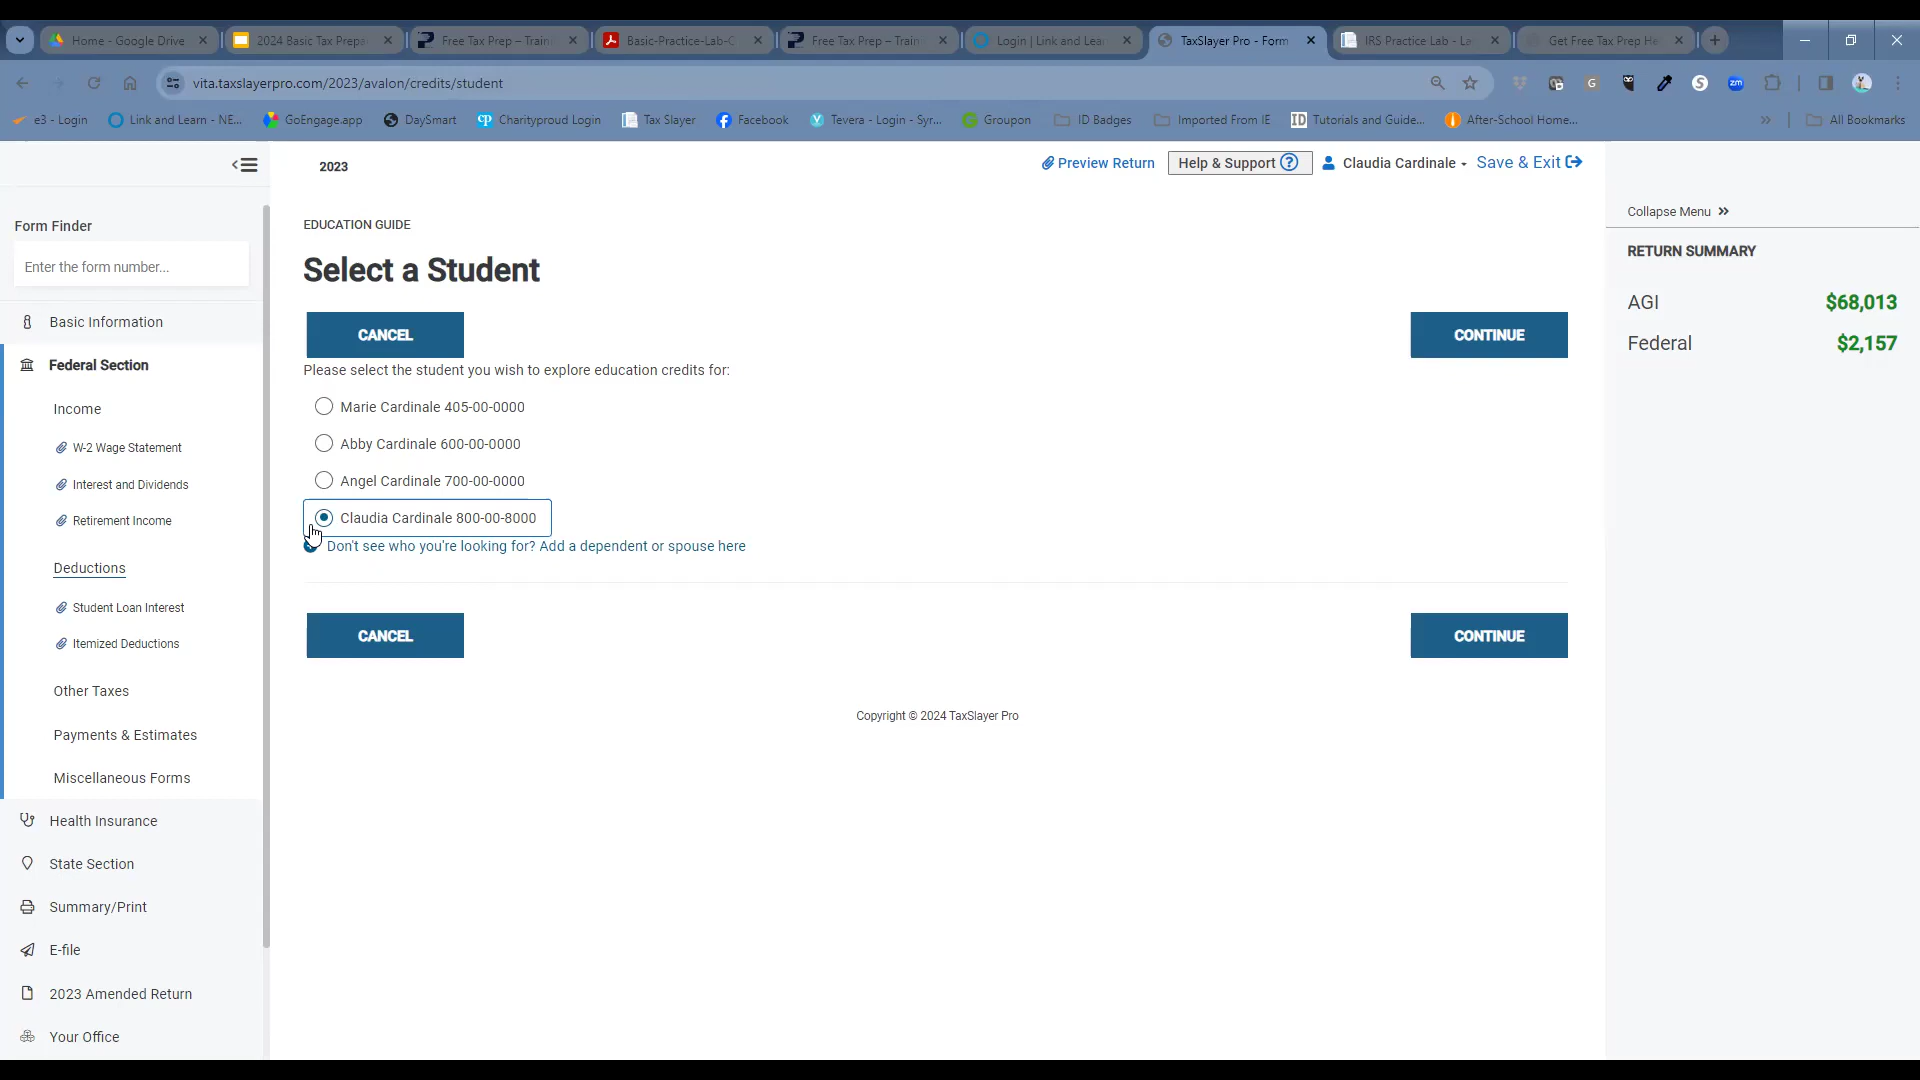 Home - Google Drive
2024 Basic Tax Prepa
Free Tax Prep – Train
Basic-Practice-Lab-C
Free Tax Prep – Train
Login | Link and Lear
TaxSlayer Pro - Form
IRS Practice Lab - La
Get Free Tax Prep He
vita.taxslayerpro.com/2023/avalon/credits/student
e3 - Login
Link and Learn - NE...
GoEngage.app
DaySmart
Charityproud Login
Tax Slayer
Facebook
Tevera - Login - Syr...
Groupon
ID Badges
Imported From IE
Tutorials and Guide...
After-School Home...
All Bookmarks
2023
Preview Return
Help & Support
Claudia Cardinale
Save & Exit
Collapse Menu
Form Finder
Enter the form number...
Basic Information
Federal Section
Income
W-2 Wage Statement
Interest and Dividends
Retirement Income
Deductions
Student Loan Interest
Itemized Deductions
Other Taxes
Payments & Estimates
Miscellaneous Forms
Health Insurance
State Section
Summary/Print
E-file
2023 Amended Return
Your Office
EDUCATION GUIDE
Select a Student
CANCEL
CONTINUE
Please select the student you wish to explore education credits for:
Marie Cardinale 405-00-0000
Abby Cardinale 600-00-0000
Angel Cardinale 700-00-0000
Claudia Cardinale 800-00-8000
Don't see who you're looking for? Add a dependent or spouse here
CANCEL
CONTINUE
Copyright © 2024 TaxSlayer Pro
RETURN SUMMARY
AGI $68,013
Federal $2,157